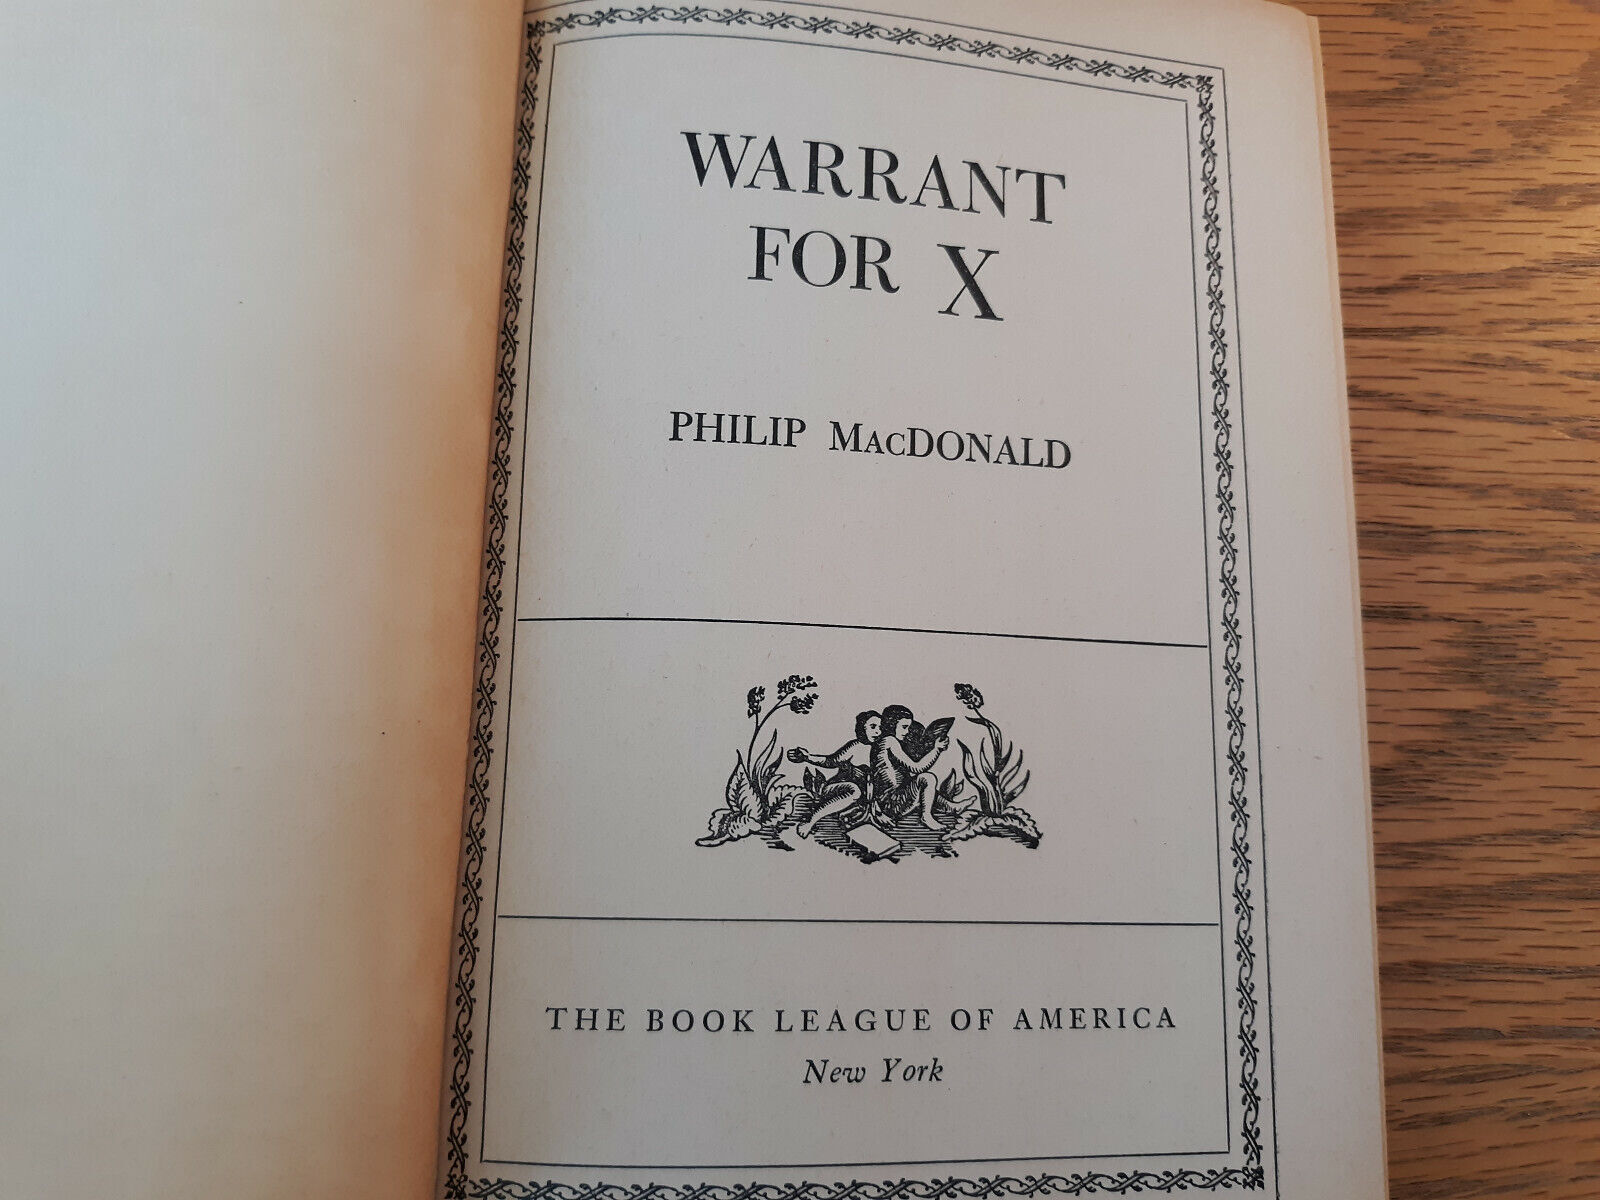 WARRANT
FOR X
PHILIP MacDONALD
THE BOOK LEAGUE OF AMERICA
New York